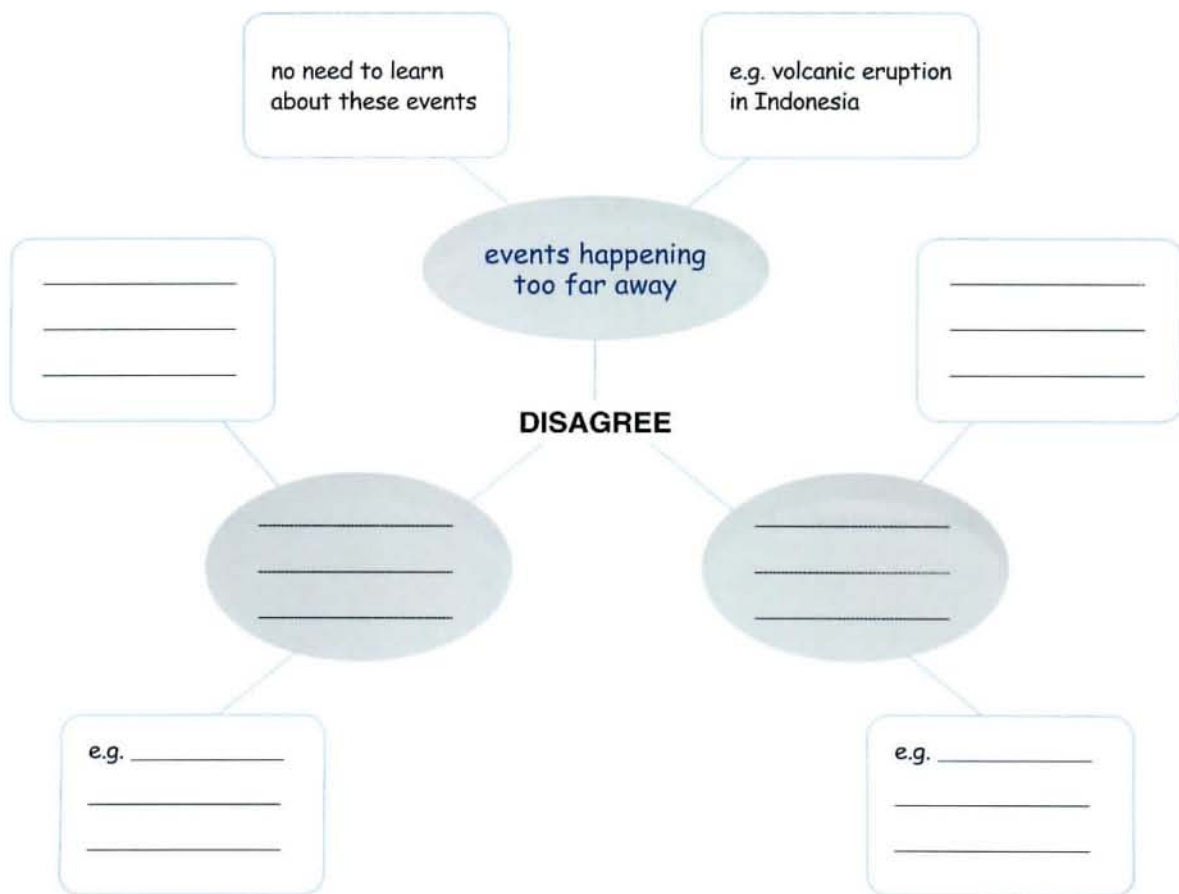 no need to learn
about these events
e.g. volcanic eruption
in Indonesia
events happening
too far away
DISAGREE
e.g.
e.g.